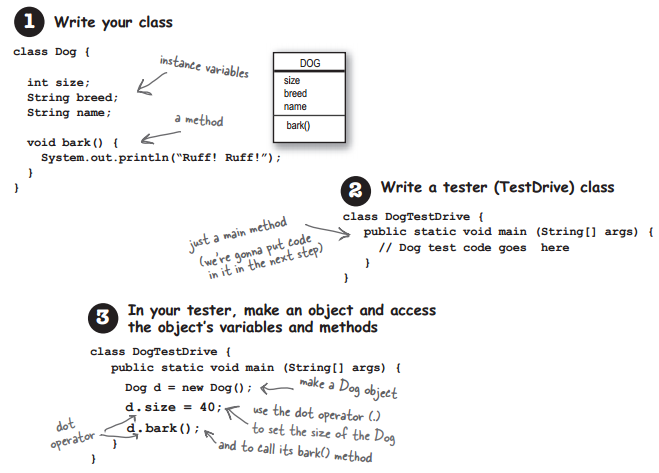 1 Write your class
class Dog {
int size;
String breed;
String name;
instance variables
void bark() {
a method
System.out.println(“Ruff! Ruff!”);
}
}
DOG
size
breed
name
bark()
2 Write a tester (TestDrive) class
class DogTestDrive {
public static void main (String[] args) {
// Dog test code goes  here
}
}
just a main method
(we're gonna put code
in it in the next step)
3 In your tester, make an object and access
the object's variables and methods
class DogTestDrive {
public static void main (String[] args) {
Dog d = new Dog();
make a Dog object
d.size = 40;
use the dot operator (.)
to set the size of the Dog
d.bark();
and to call its bark() method
dot
operator
}
}